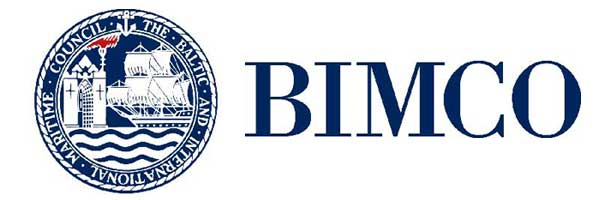 THE · BALTIC · AND · INTERNATIONAL · MARITIME · COUNCIL ·
BIMCO